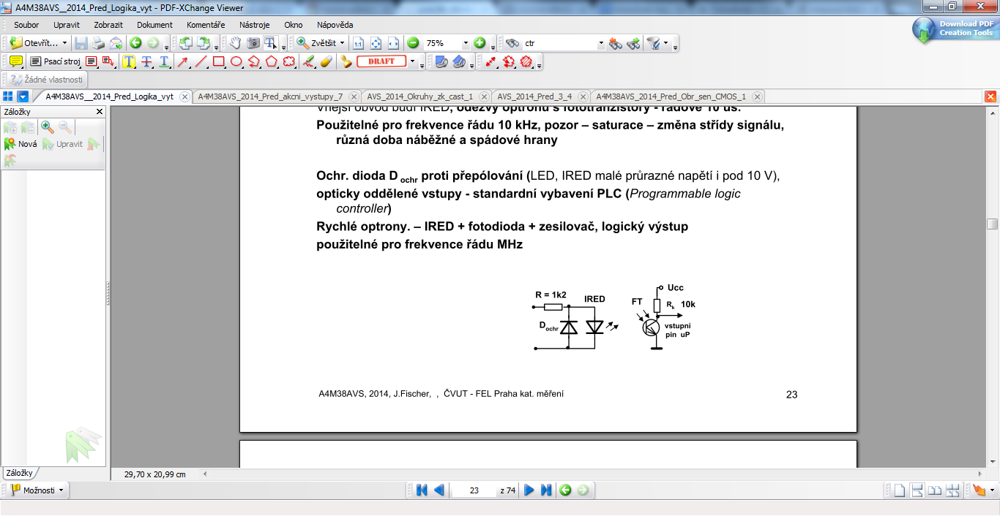 A4M38AVS__2014_Pred_Logika_vyt - PDF-XChange Viewer
Soubor Upravit Zobrazit Dokument Komentáře Nástroje Okno Nápověda
Download PDF
Creation Tools
Otevřít... Zvětšit 75% ctr
Psací stroj DRAFT
Žádné vlastnosti
A4M38AVS__2014_Pred_Logika_vyt A4M38AVS_2014_Pred_akcni_vystupy_7 AVS_2014_Okruhy_zk_cast_1 AVS_2014_Pred_3_4 A4M38AVS_2014_Pred_Obr_sen_CMOS_1
Záložky
Nová Upravit
Vnější obvod budí IRED, odezvy optronů s fototranzistory - řádově 10 us.
Použitelné pro frekvence řádu 10 kHz, pozor – saturace – změna střídy signálu,
různá doba náběžné a spádové hrany
Ochr. dioda D ochr proti přepólování (LED, IRED malé průrazné napětí i pod 10 V),
opticky oddělené vstupy - standardní vybavení PLC (Programmable logic
controller)
Rychlé optrony. – IRED + fotodioda + zesilovač, logický výstup
použitelné pro frekvence řádu MHz
R = 1k2 IRED
Dochr
Ucc
FT Rk 10k
vstupní
pin uP
A4M38AVS, 2014, J.Fischer, , ČVUT - FEL Praha kat. měření 23
Záložky
29,70 x 20,99 cm
Možnosti 23 z 74